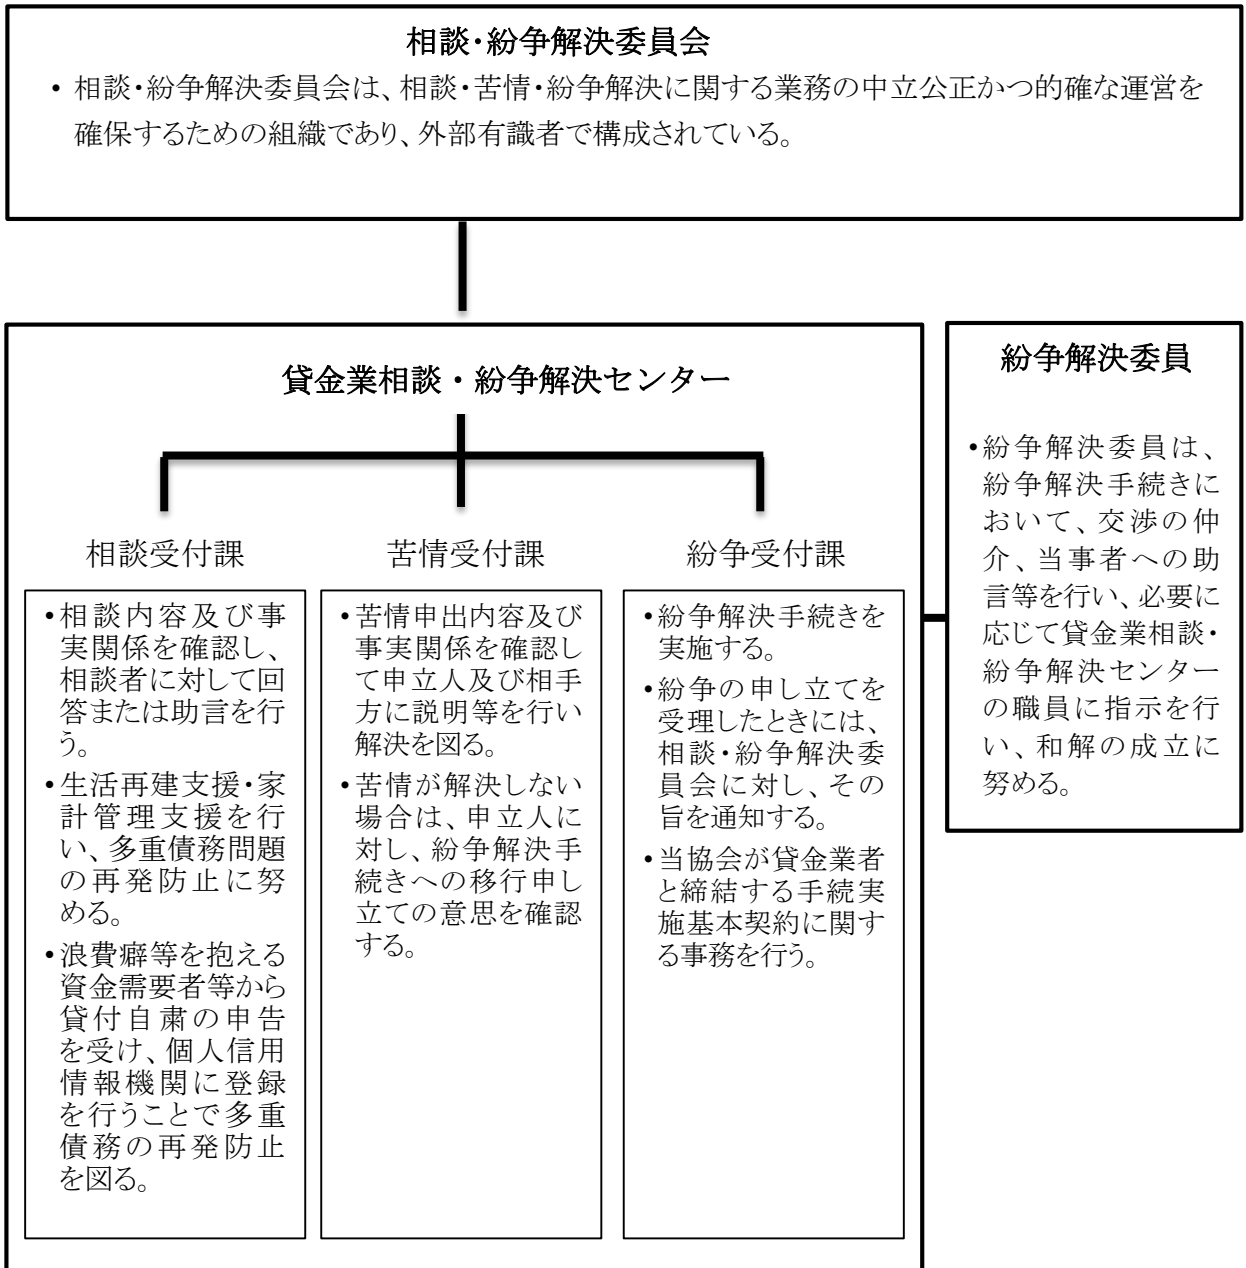 相談・紛争解決委員会
• 相談・紛争解決委員会は、相談・苦情・紛争解決に関する業務の中立公正かつ的確な運営を
確保するための組織であり、外部有識者で構成されている。
貸金業相談・紛争解決センター
相談受付課
•相談内容及び事
実関係を確認し、
相談者に対して回
答または助言を行
う。
•生活再建支援・家
計管理支援を行
い、多重債務問題
の再発防止に努
める。
•浪費癖等を抱える
資金需要者等から
貸付自粛の申告
を受け、個人信用
情報機関に登録
を行うことで多重
債務の再発防止
を図る。
苦情受付課
•苦情申出内容及び
事実関係を確認し
て申立人及び相手
方に説明等を行い
解決を図る。
•苦情が解決しない
場合は、申立人に
対し、紛争解決手
続きへの移行申し
立ての意思を確認
する。
紛争受付課
•紛争解決手続きを
実施する。
•紛争の申し立てを
受理したときには、
相談・紛争解決委
員会に対し、その
旨を通知する。
•当協会が貸金業者
と締結する手続実
施基本契約に関す
る事務を行う。
紛争解決委員
•紛争解決委員は、
紛争解決手続きに
おいて、交渉の仲
介、当事者への助
言等を行い、必要に
応じて貸金業相談・
紛争解決センター
の職員に指示を行
い、和解の成立に
努める。